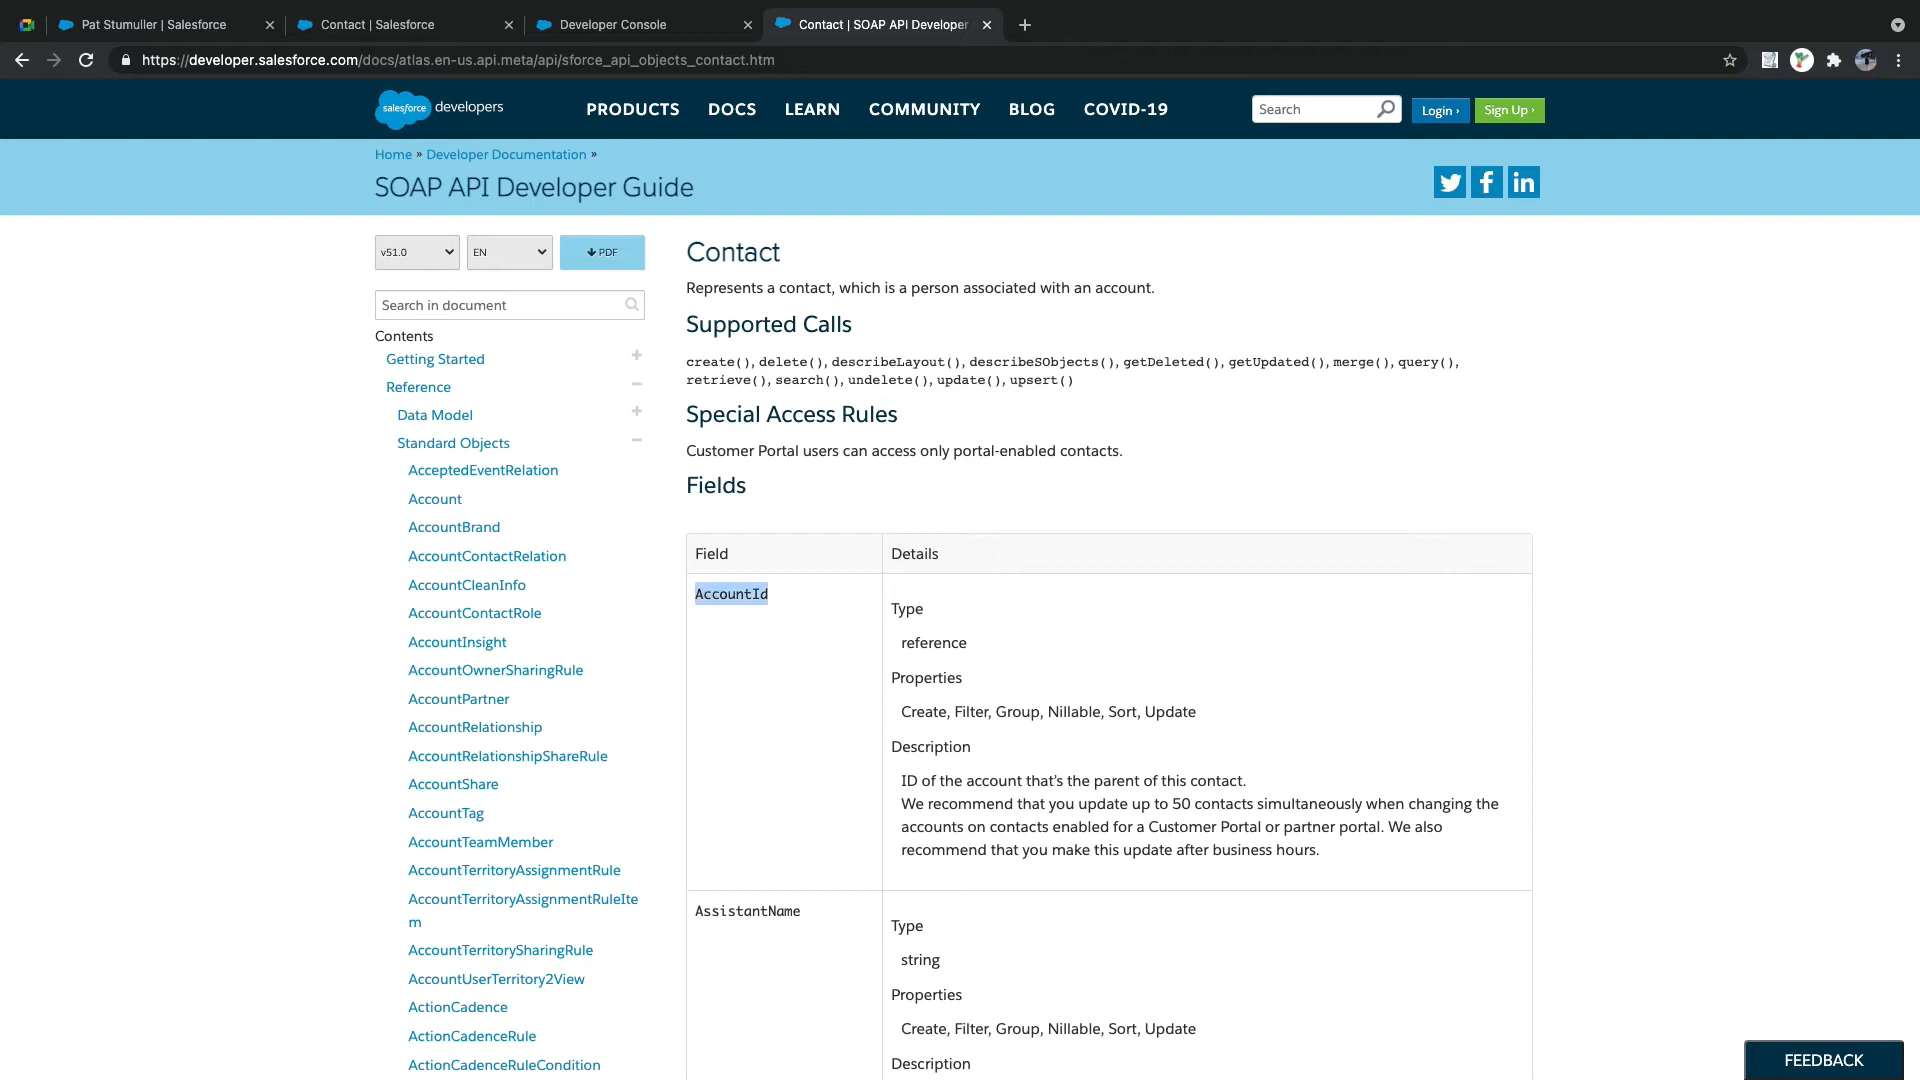 Pat Stumuller | Salesforce
Contact | Salesforce
Developer Console
Contact | SOAP API Developer
https://developer.salesforce.com/docs/atlas.en-us.api.meta/api/sforce_api_objects_contact.htm
salesforce developers
PRODUCTS DOCS LEARN COMMUNITY BLOG COVID-19
Search
Login ›
Sign Up ›
Home » Developer Documentation »
SOAP API Developer Guide
v51.0
EN
PDF
Search in document
Contents
Getting Started
Reference
Data Model
Standard Objects
AcceptedEventRelation
Account
AccountBrand
AccountContactRelation
AccountCleanInfo
AccountContactRole
AccountInsight
AccountOwnerSharingRule
AccountPartner
AccountRelationship
AccountRelationshipShareRule
AccountShare
AccountTag
AccountTeamMember
AccountTerritoryAssignmentRule
AccountTerritoryAssignmentRuleIte
m
AccountTerritorySharingRule
AccountUserTerritory2View
ActionCadence
ActionCadenceRule
ActionCadenceRuleCondition
Contact
Represents a contact, which is a person associated with an account.
Supported Calls
create(), delete(), describeLayout(), describeSObjects(), getDeleted(), getUpdated(), merge(), query(),
retrieve(), search(), undelete(), update(), upsert()
Special Access Rules
Customer Portal users can access only portal-enabled contacts.
Fields
Field Details
AccountId
Type
reference
Properties
Create, Filter, Group, Nillable, Sort, Update
Description
ID of the account that’s the parent of this contact.
We recommend that you update up to 50 contacts simultaneously when changing the
accounts on contacts enabled for a Customer Portal or partner portal. We also
recommend that you make this update after business hours.
AssistantName
Type
string
Properties
Create, Filter, Group, Nillable, Sort, Update
Description
FEEDBACK